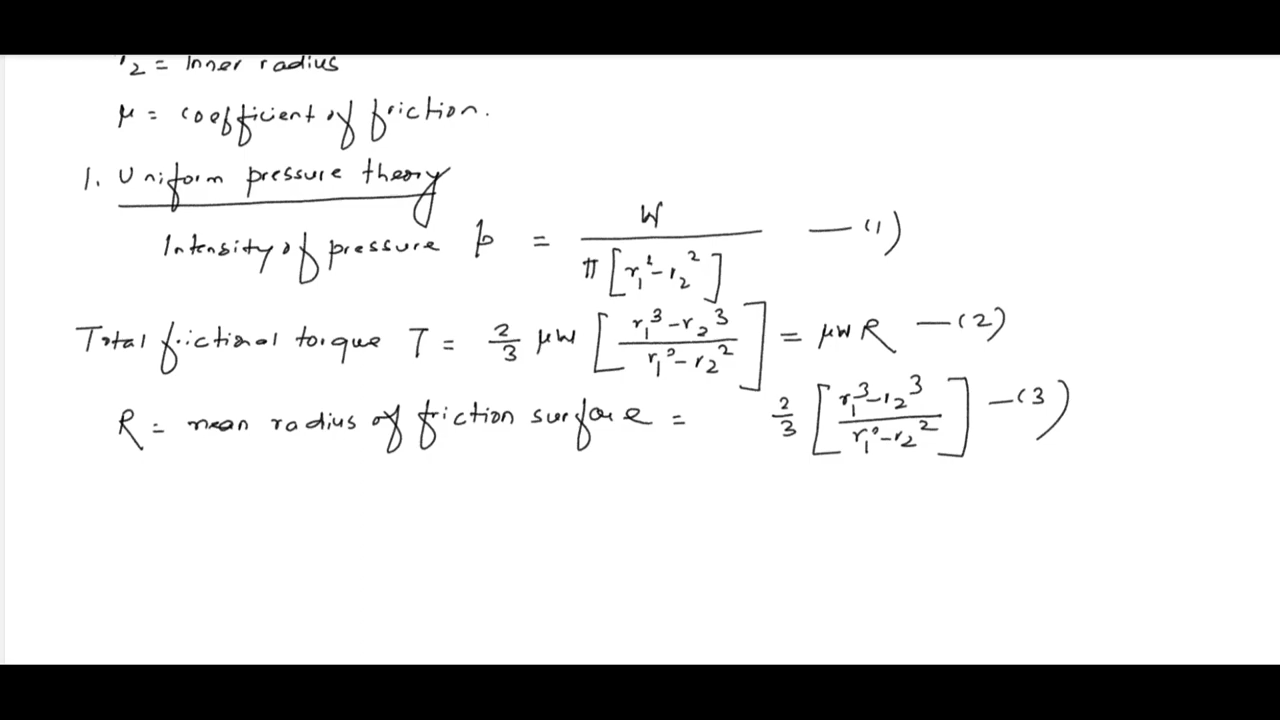 r2 = Inner radius
μ = coefficient of friction.
1. Uniform pressure theory
Intensity of pressure p = W / π[r1² - r2²] —(1)
Total frictional torque T = 2/3 μW [r1³ - r2³ / r1² - r2²] = μWR —(2)
R = mean radius of friction surface = 2/3 [r1³ - r2³ / r1² - r2²] —(3)